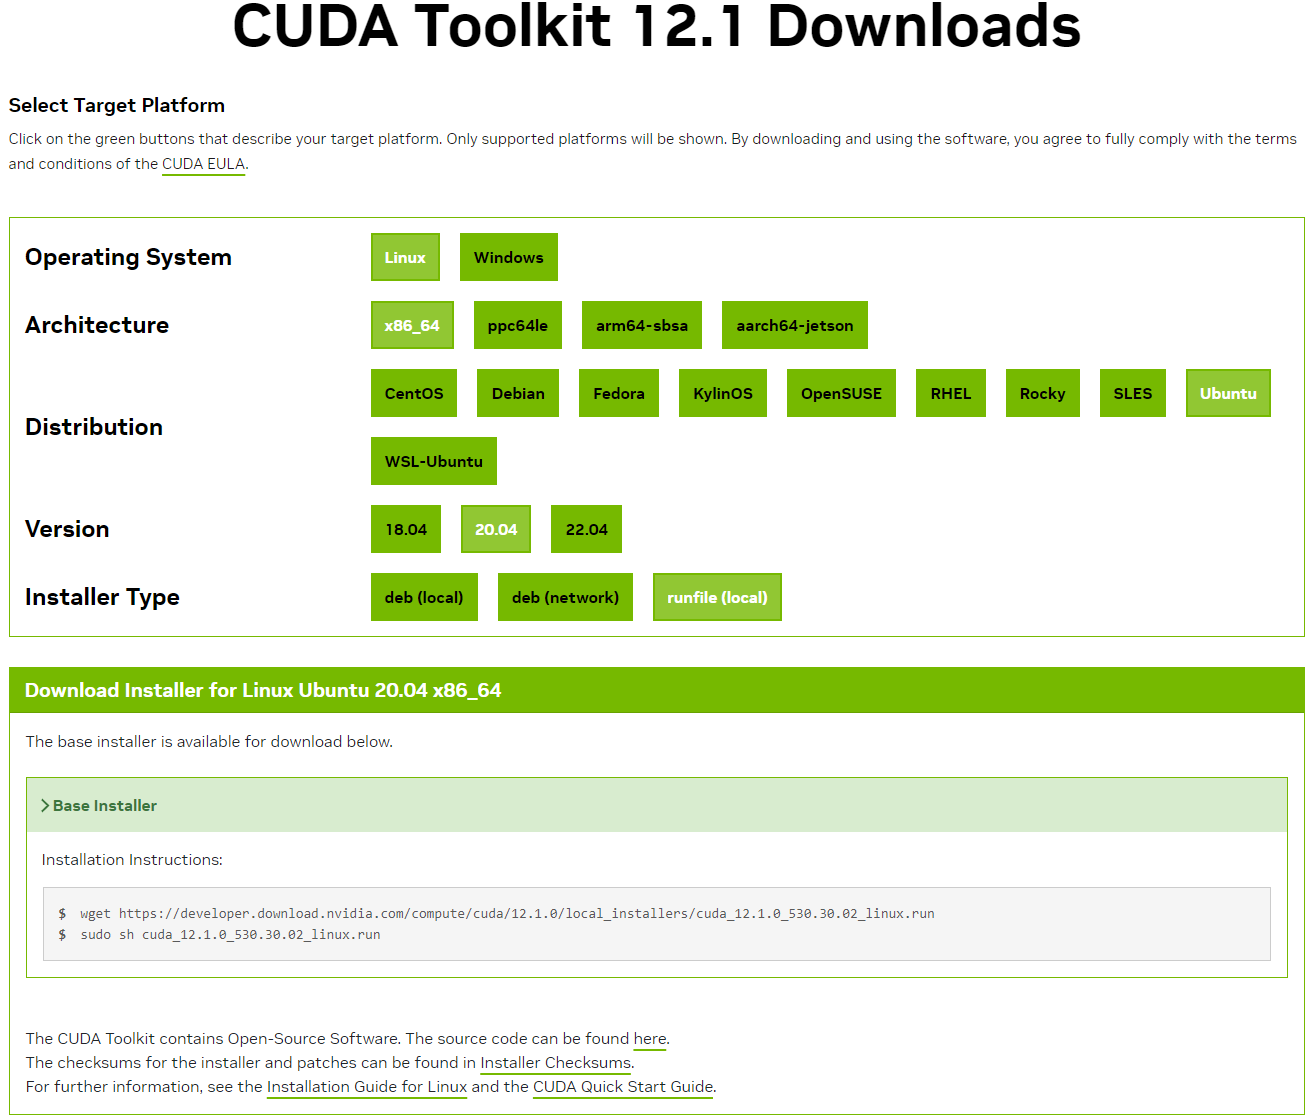 CUDA Toolkit 12.1 Downloads
Select Target Platform
Click on the green buttons that describe your target platform. Only supported platforms will be shown. By downloading and using the software, you agree to fully comply with the terms
and conditions of the CUDA EULA.
Operating System Linux Windows
Architecture x86_64 ppc64le arm64-sbsa aarch64-jetson
Distribution CentOS Debian Fedora KylinOS OpenSUSE RHEL Rocky SLES Ubuntu
WSL-Ubuntu
Version 18.04 20.04 22.04
Installer Type deb (local) deb (network) runfile (local)
Download Installer for Linux Ubuntu 20.04 x86_64
The base installer is available for download below.
Base Installer
Installation Instructions:
$ wget https://developer.download.nvidia.com/compute/cuda/12.1.0/local_installers/cuda_12.1.0_530.30.02_linux.run
$ sudo sh cuda_12.1.0_530.30.02_linux.run
The CUDA Toolkit contains Open-Source Software. The source code can be found here.
The checksums for the installer and patches can be found in Installer Checksums.
For further information, see the Installation Guide for Linux and the CUDA Quick Start Guide.